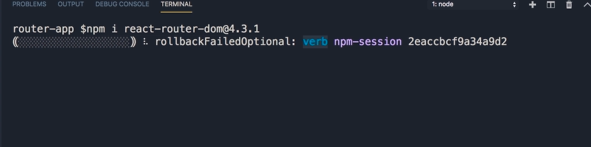 PROBLEMS OUTPUT DEBUG CONSOLE TERMINAL 1: node
router-app $npm i react-router-dom@4.3.1
⸨░░░░░░░░░░░░░░░░░░⸩ ⠧ rollbackFailedOptional: verb npm-session 2eaccbcf9a34a9d2